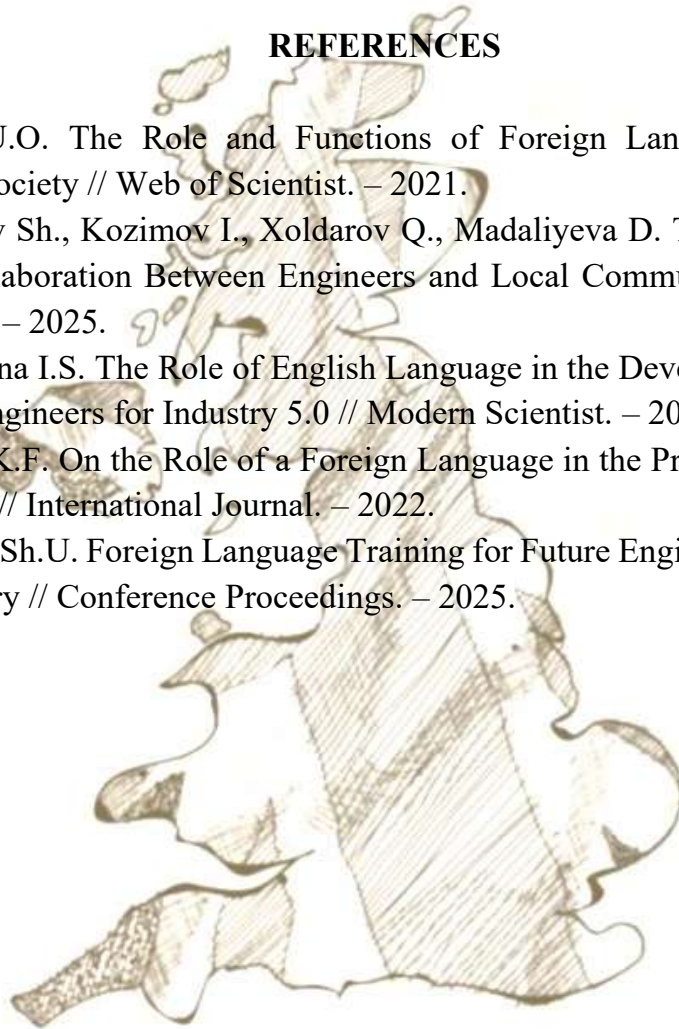 REFERENCES
U.O. The Role and Functions of Foreign Lan
ociety // Web of Scientist. – 2021.
Sh., Kozimov I., Xoldarov Q., Madaliyeva D.
laboration Between Engineers and Local Commu
– 2025.
na I.S. The Role of English Language in the Deve
ngineers for Industry 5.0 // Modern Scientist. – 20
K.F. On the Role of a Foreign Language in the Pr
// International Journal. – 2022.
Sh.U. Foreign Language Training for Future Engi
ry // Conference Proceedings. – 2025.